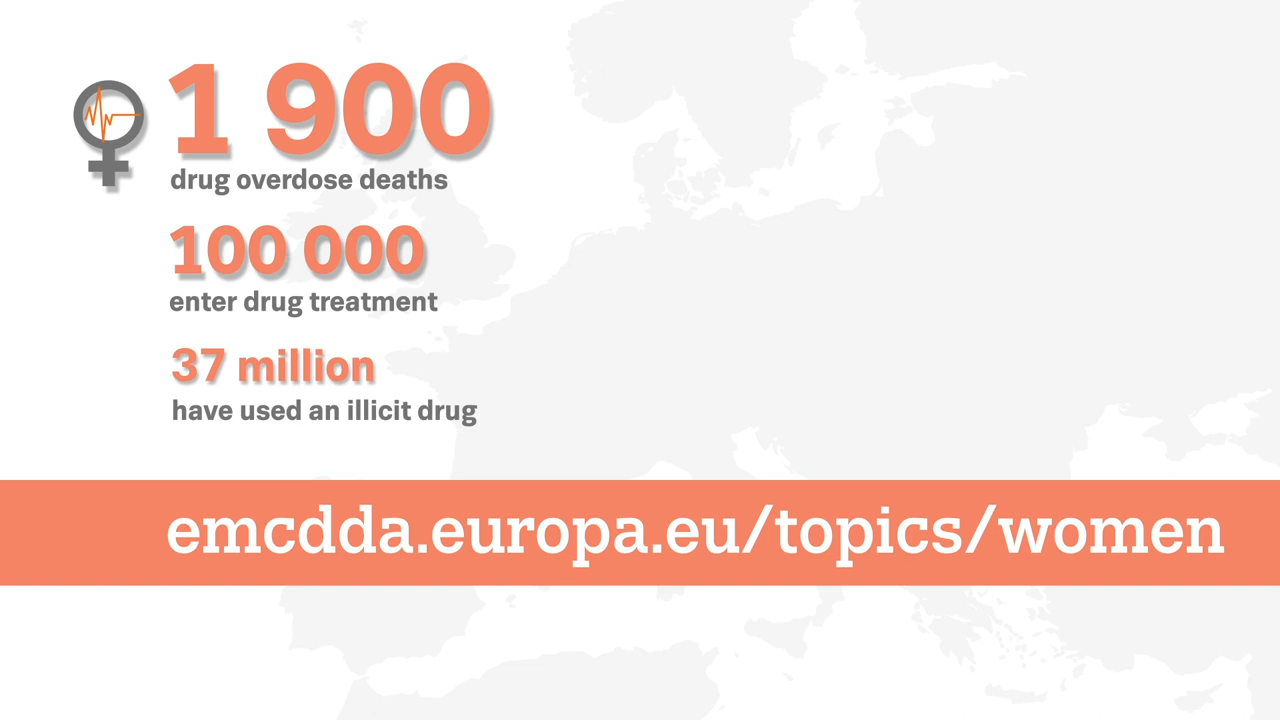 1 900
drug overdose deaths
100 000
enter drug treatment
37 million
have used an illicit drug
emcdda.europa.eu/topics/women